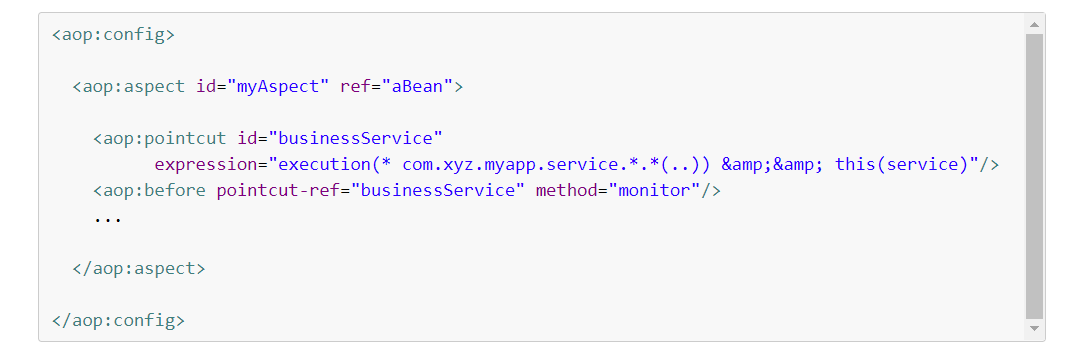 <aop:config>
<aop:aspect id="myAspect" ref="aBean">
<aop:pointcut id="businessService"
expression="execution(* com.xyz.myapp.service.*.*(..)) &amp;&amp; this(service)"/>
<aop:before pointcut-ref="businessService" method="monitor"/>
...
</aop:aspect>
</aop:config>